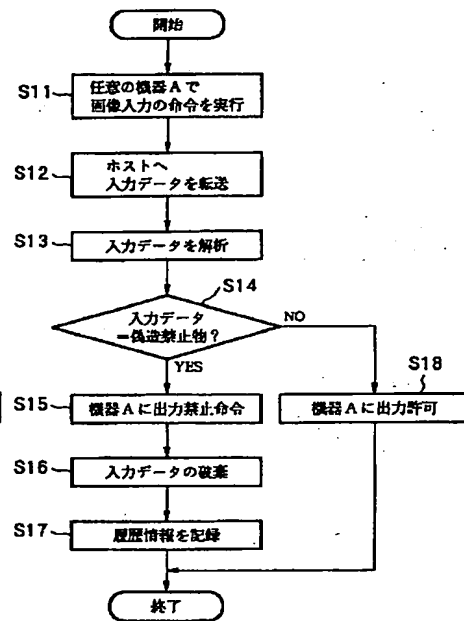 開始
S11
任意の機器Aで
画像入力の命令を実行
S12
ホストへ
入力データを転送
S13
入力データを解析
S14
入力データ
=偽造禁止物?
NO
YES
S15
機器Aに出力禁止命令
S18
機器Aに出力許可
S16
入力データの破棄
S17
履歴情報を記録
終了